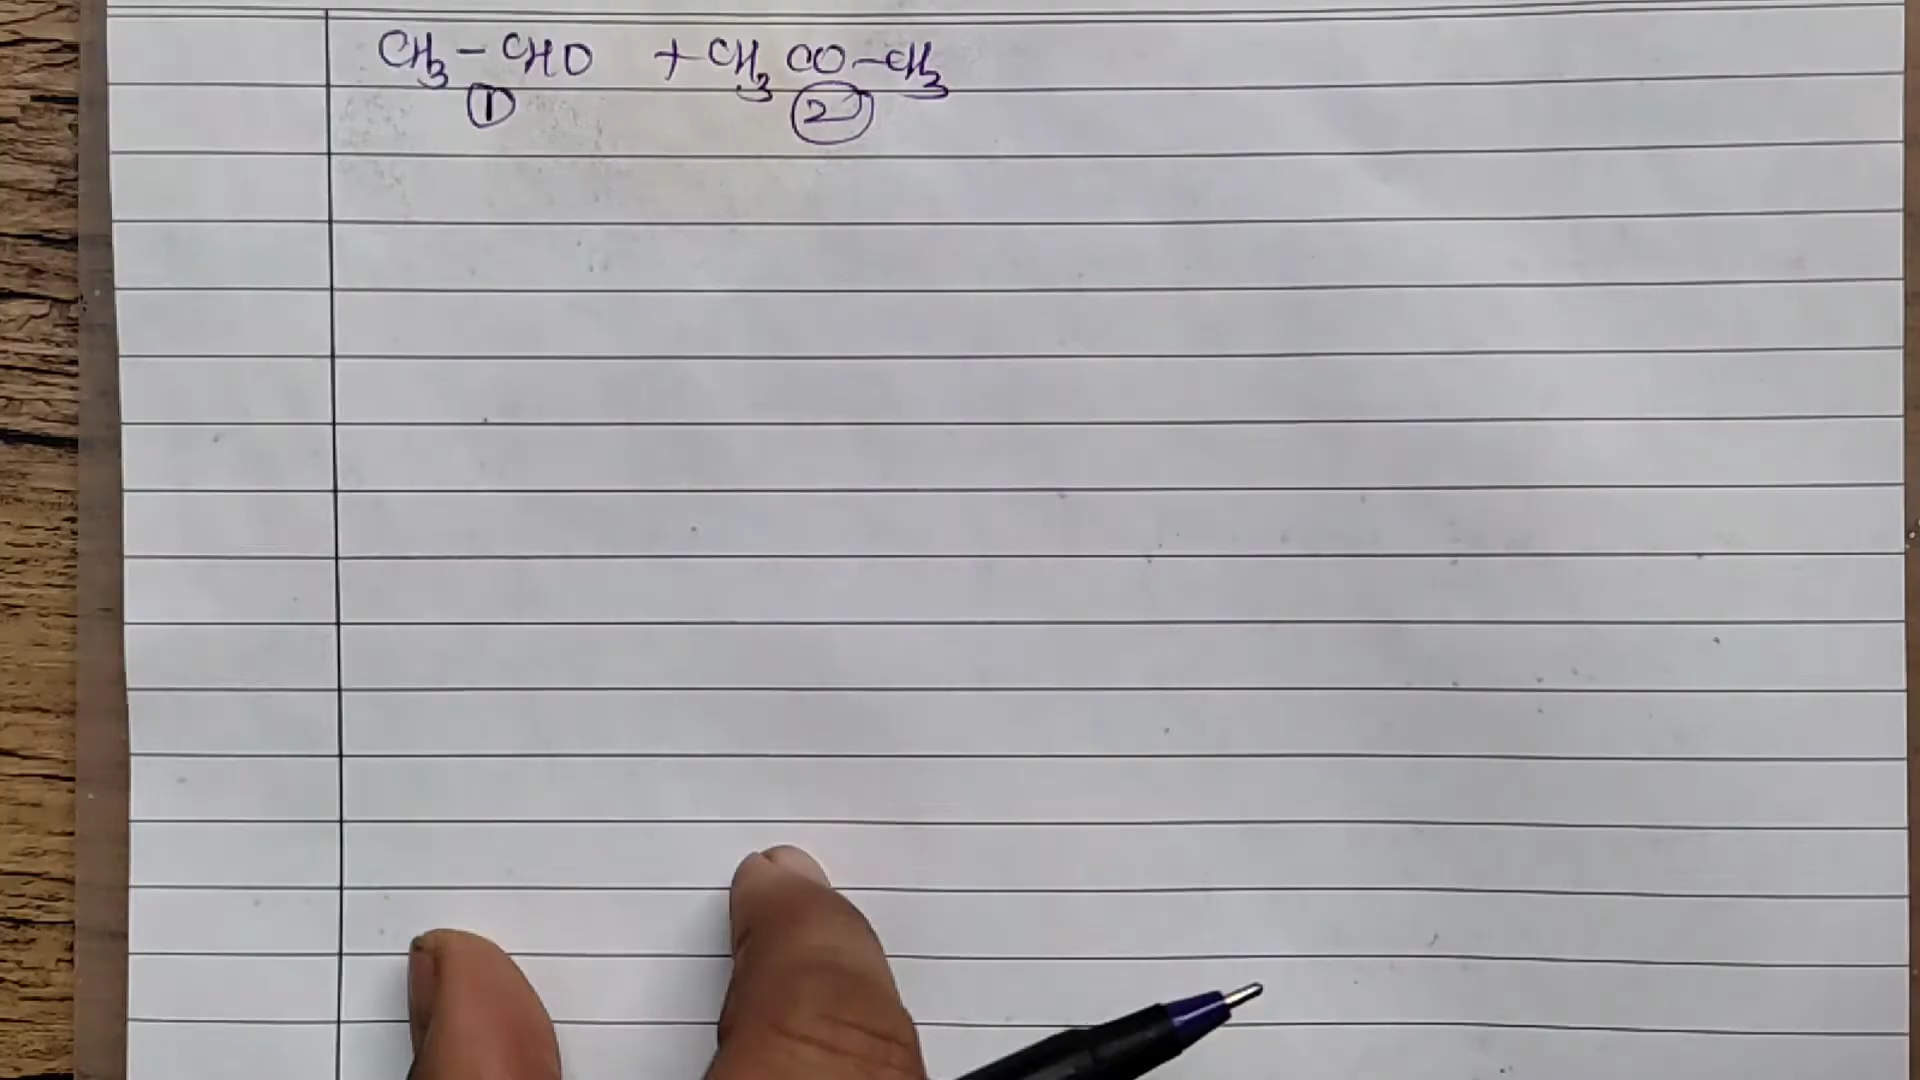 CH₃ - CHO + CH₃ CO - CH₃
① ②